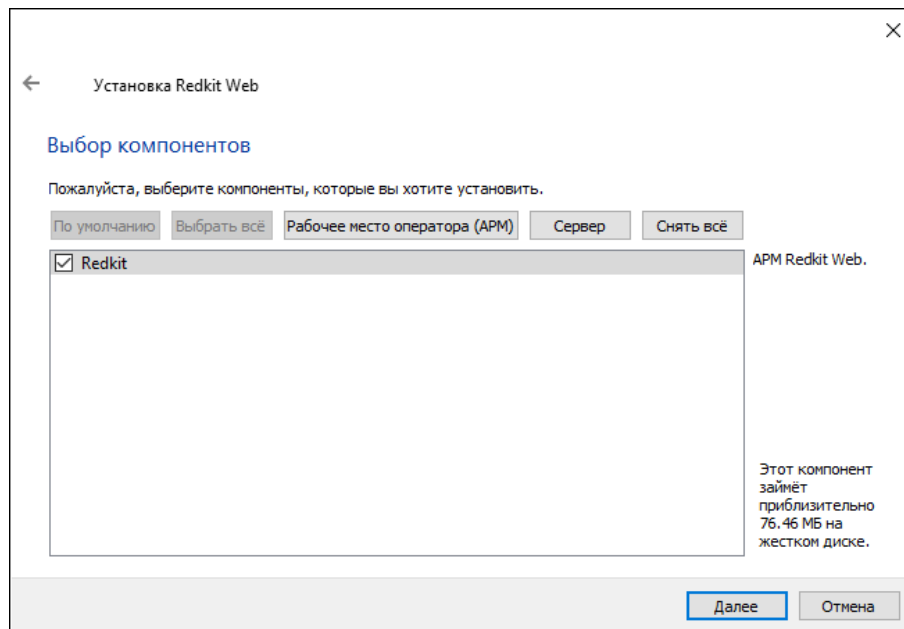 Установка Redkit Web
Выбор компонентов
Пожалуйста, выберите компоненты, которые вы хотите установить.
По умолчанию Выбрать всё Рабочее место оператора (АРМ) Сервер Снять всё
Redkit
АРМ Redkit Web.
Этот компонент
займёт
приблизительно
76.46 МБ на
жестком диске.
Далее Отмена